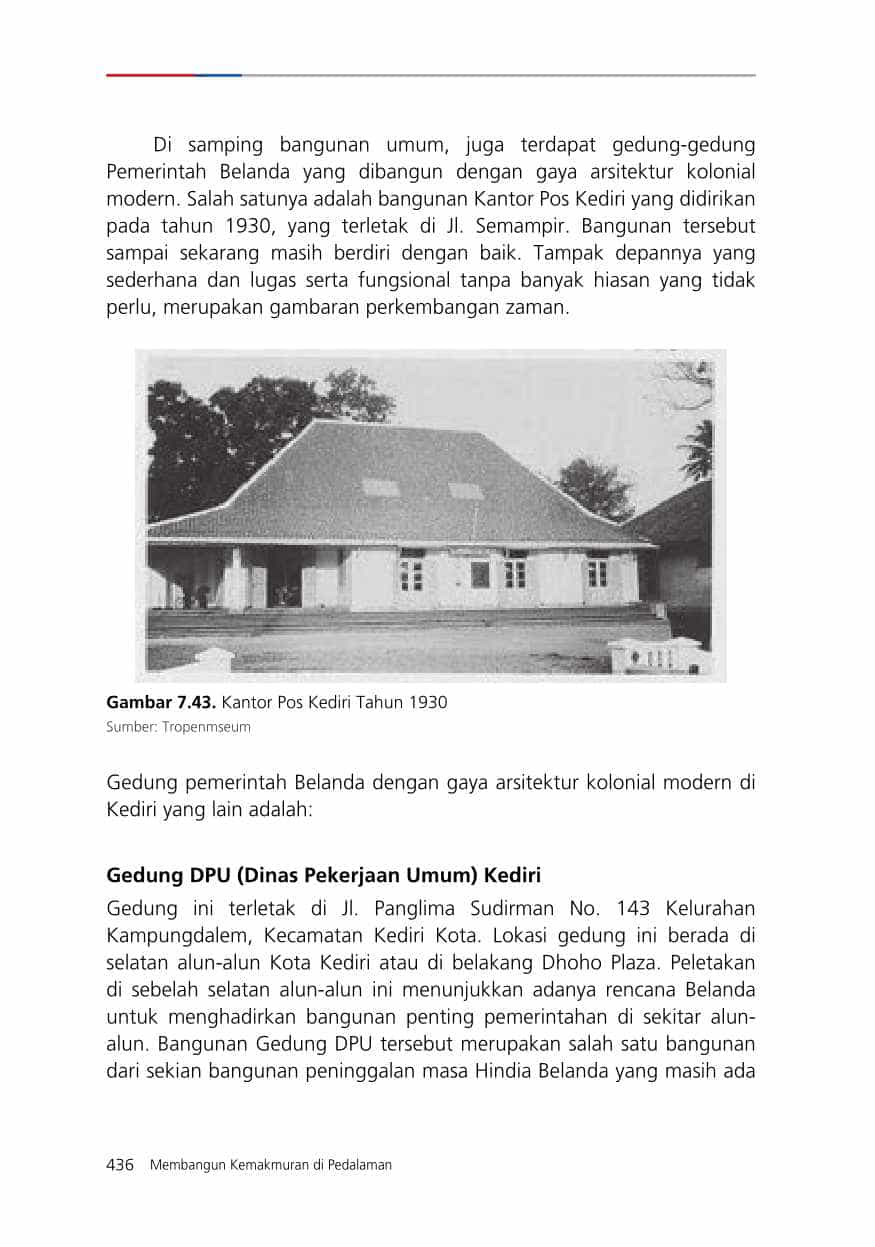 Di samping bangunan umum, juga terdapat gedung-gedung
Pemerintah Belanda yang dibangun dengan gaya arsitektur kolonial
modern. Salah satunya adalah bangunan Kantor Pos Kediri yang didirikan
pada tahun 1930, yang terletak di Jl. Semampir. Bangunan tersebut
sampai sekarang masih berdiri dengan baik. Tampak depannya yang
sederhana dan lugas serta fungsional tanpa banyak hiasan yang tidak
perlu, merupakan gambaran perkembangan zaman.
Gambar 7.43. Kantor Pos Kediri Tahun 1930
Sumber: Tropenmseum
Gedung pemerintah Belanda dengan gaya arsitektur kolonial modern di
Kediri yang lain adalah:
Gedung DPU (Dinas Pekerjaan Umum) Kediri
Gedung ini terletak di Jl. Panglima Sudirman No. 143 Kelurahan
Kampungdalem, Kecamatan Kediri Kota. Lokasi gedung ini berada di
selatan alun-alun Kota Kediri atau di belakang Dhoho Plaza. Peletakan
di sebelah selatan alun-alun ini menunjukkan adanya rencana Belanda
untuk menghadirkan bangunan penting pemerintahan di sekitar alun-
alun. Bangunan Gedung DPU tersebut merupakan salah satu bangunan
dari sekian bangunan peninggalan masa Hindia Belanda yang masih ada
436 Membangun Kemakmuran di Pedalaman